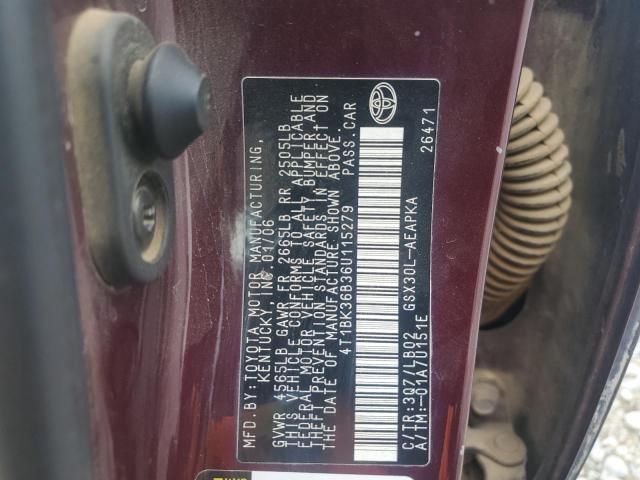 MFD. BY: TOYOTA MOTOR MANUFACTURING,
KENTUCKY, INC. 01/06
GVWR 4565LB GAWR FR 2665LB RR 2505LB
THIS VEHICLE CONFORMS TO ALL APPLICABLE
FEDERAL MOTOR VEHICLE SAFETY, BUMPER, AND
THEFT PREVENTION STANDARDS IN EFFECT ON
THE DATE OF MANUFACTURE SHOWN ABOVE.
4T1BK36B36U115279 PASS. CAR
C/TR: 3Q7/LB02 GSX30L-AEAPKA
A/TM: -01A/U151E 26471